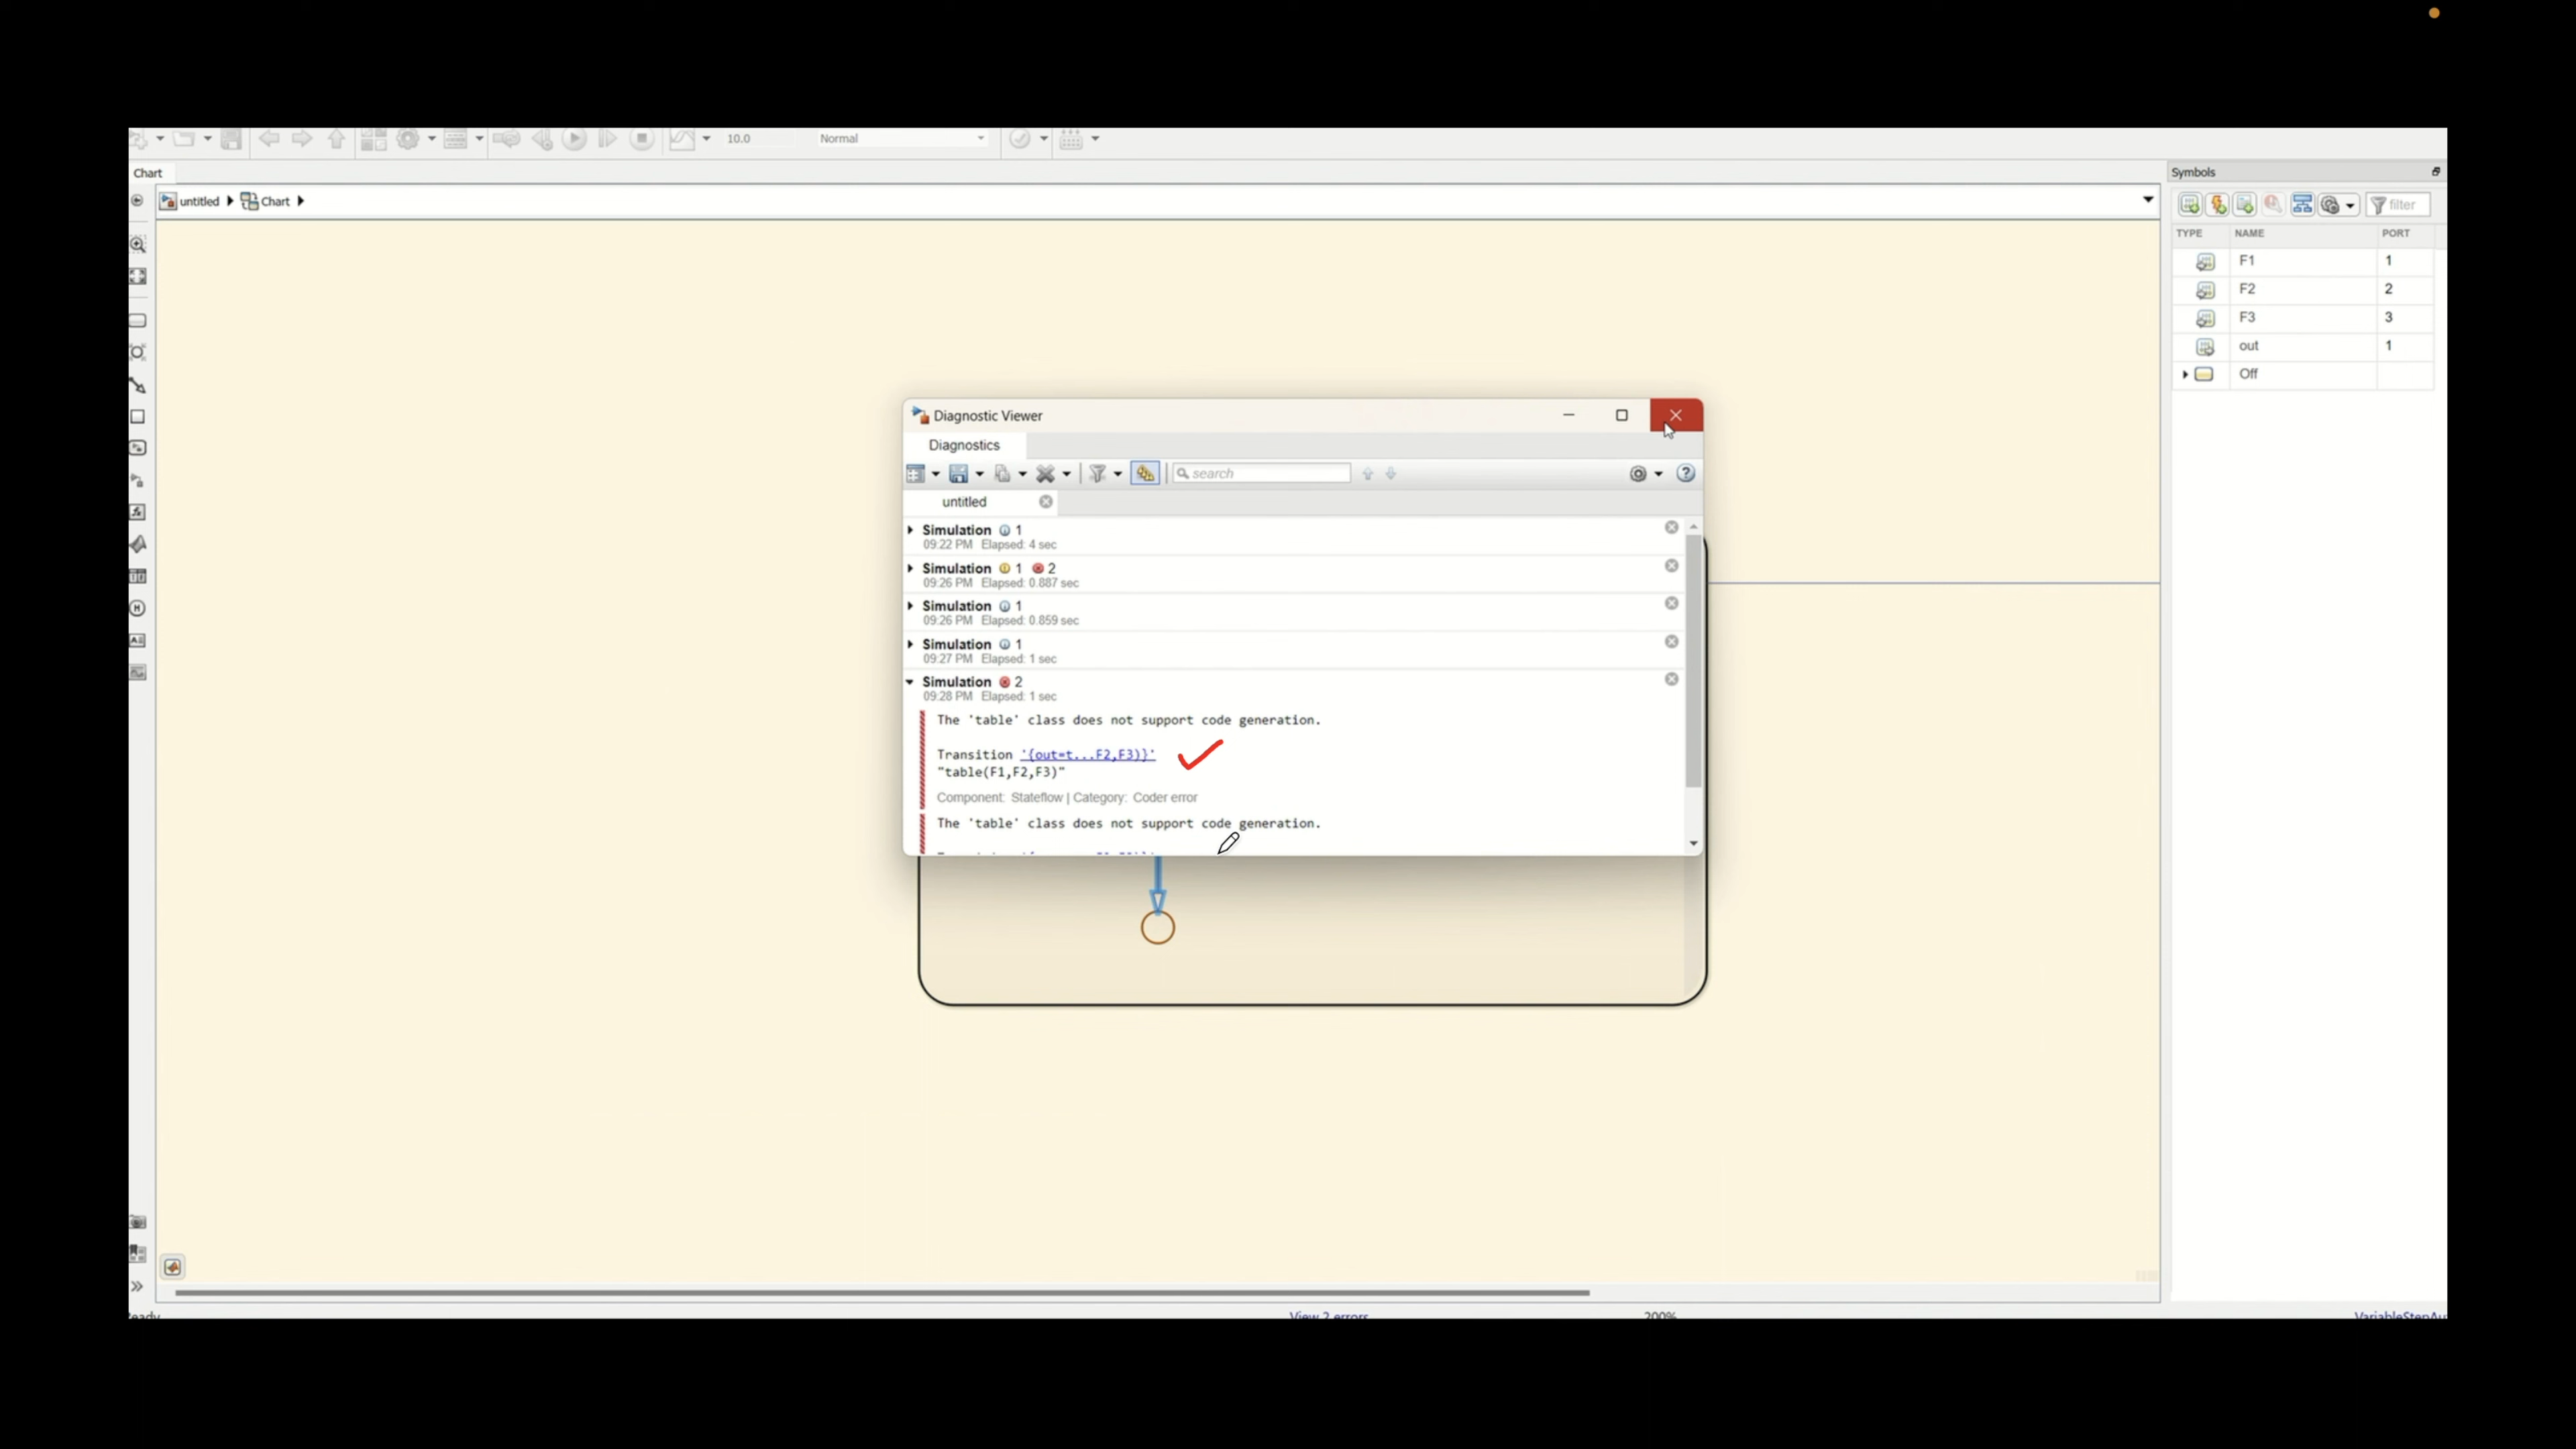 10.0
Normal
Chart
Symbols
untitled
Chart
filter
TYPE NAME PORT
F1 1
F2 2
F3 3
out 1
Off
Diagnostic Viewer
Diagnostics
search
untitled
Simulation 1
09:22 PM Elapsed: 4 sec
Simulation 1 2
09:26 PM Elapsed: 0.887 sec
Simulation 1
09:26 PM Elapsed: 0.859 sec
Simulation 1
09:27 PM Elapsed: 1 sec
Simulation 2
09:28 PM Elapsed: 1 sec
The 'table' class does not support code generation.
Transition '{out=t...F2,F3)}'
"table(F1,F2,F3)"
Component: Stateflow | Category: Coder error
The 'table' class does not support code generation.
View 2 errors
200%